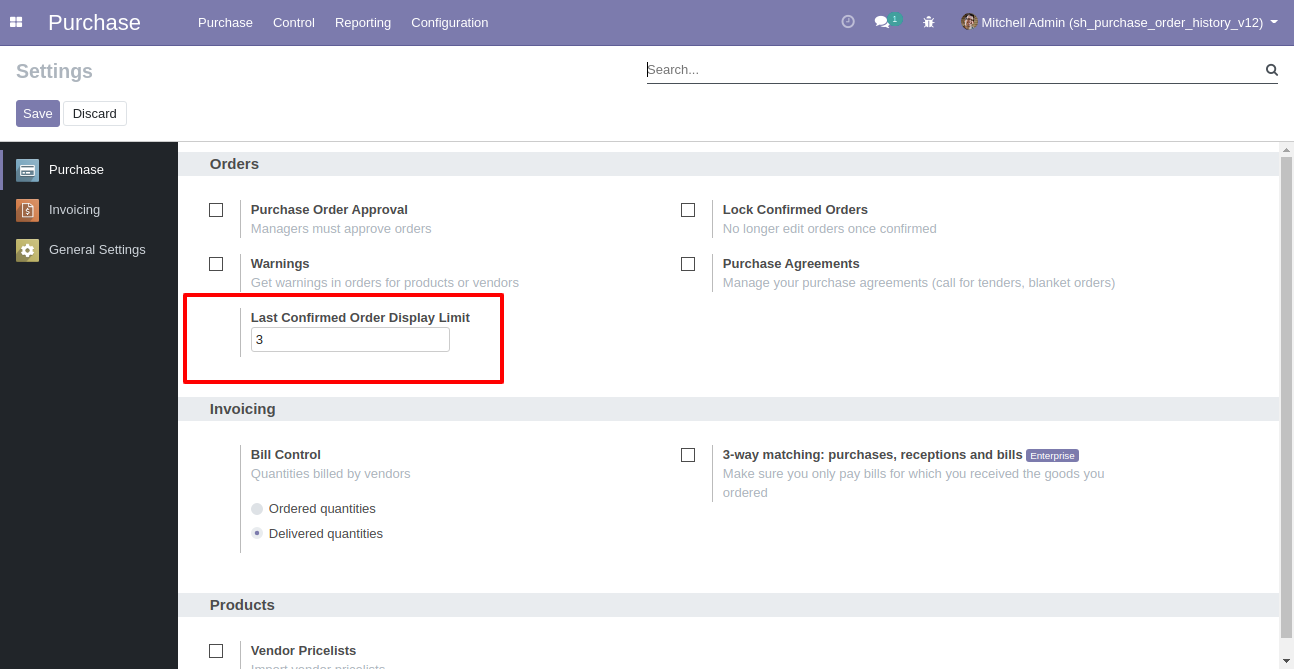 Purchase
Purchase Control Reporting Configuration
1
Mitchell Admin (sh_purchase_order_history_v12)
Settings
Search...
Save Discard
Purchase
Invoicing
General Settings
Orders
Purchase Order Approval
Managers must approve orders
Lock Confirmed Orders
No longer edit orders once confirmed
Warnings
Get warnings in orders for products or vendors
Purchase Agreements
Manage your purchase agreements (call for tenders, blanket orders)
Last Confirmed Order Display Limit
3
Invoicing
Bill Control
Quantities billed by vendors
Ordered quantities
Delivered quantities
3-way matching: purchases, receptions and bills Enterprise
Make sure you only pay bills for which you received the goods you
ordered
Products
Vendor Pricelists
Import vendor pricelists